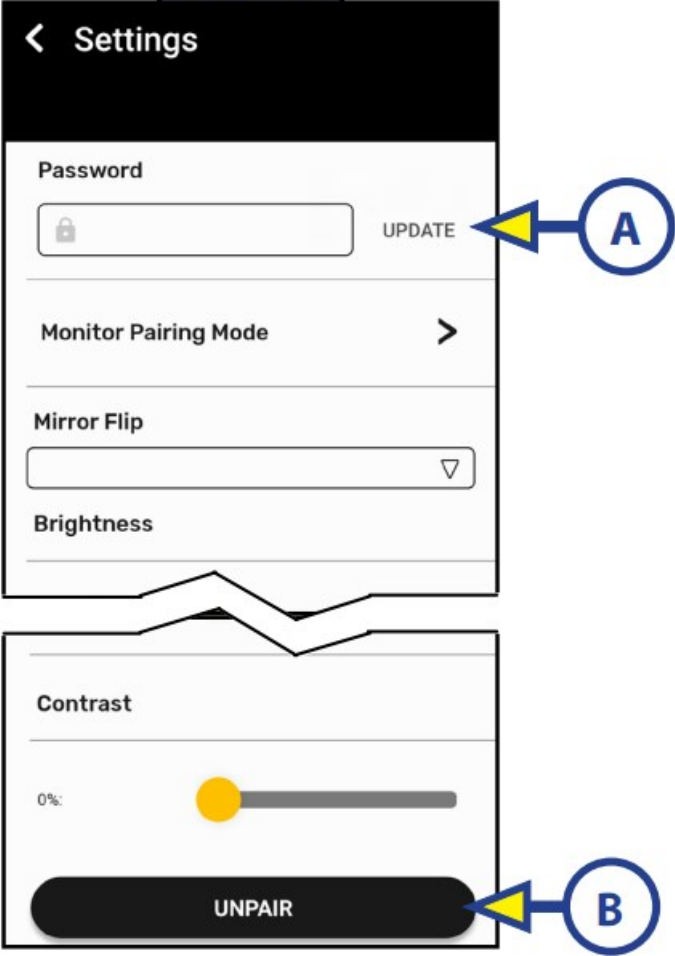 Settings
Password
UPDATE
A
Monitor Pairing Mode
Mirror Flip
Brightness
Contrast
0%:
UNPAIR
B